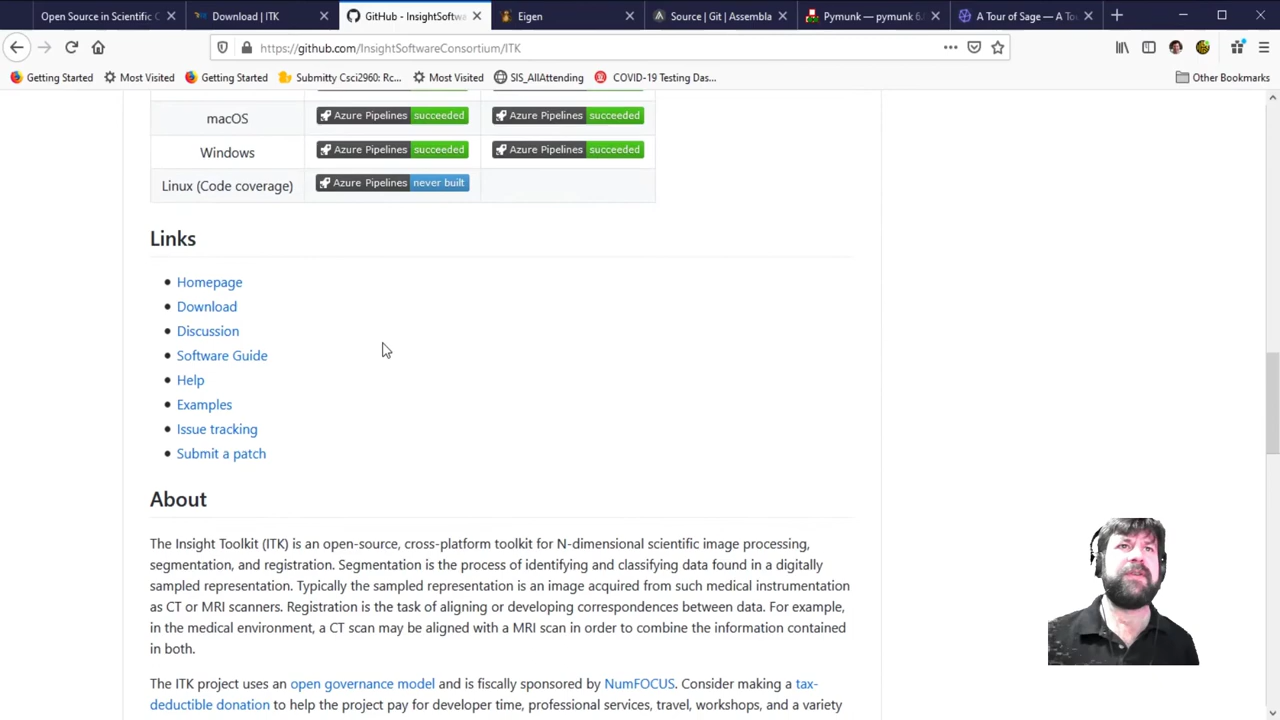 Open Source in Scientific C
Download | ITK
GitHub - InsightSoftwa
Eigen
Source | Git | Assembla
Pymunk — pymunk 6.
A Tour of Sage — A Tou
https://github.com/InsightSoftwareConsortium/ITK
Getting Started
Most Visited
Getting Started
Submitty Csci2960: Rc...
Most Visited
SIS_AllAttending
COVID-19 Testing Das...
Other Bookmarks
macOS Azure Pipelines succeeded Azure Pipelines succeeded
Windows Azure Pipelines succeeded Azure Pipelines succeeded
Linux (Code coverage) Azure Pipelines never built
Links
Homepage
Download
Discussion
Software Guide
Help
Examples
Issue tracking
Submit a patch
About
The Insight Toolkit (ITK) is an open-source, cross-platform toolkit for N-dimensional scientific image processing,
segmentation, and registration. Segmentation is the process of identifying and classifying data found in a digitally
sampled representation. Typically the sampled representation is an image acquired from such medical instrumentation
as CT or MRI scanners. Registration is the task of aligning or developing correspondences between data. For example,
in the medical environment, a CT scan may be aligned with a MRI scan in order to combine the information contained
in both.
The ITK project uses an open governance model and is fiscally sponsored by NumFOCUS. Consider making a tax-
deductible donation to help the project pay for developer time, professional services, travel, workshops, and a variety